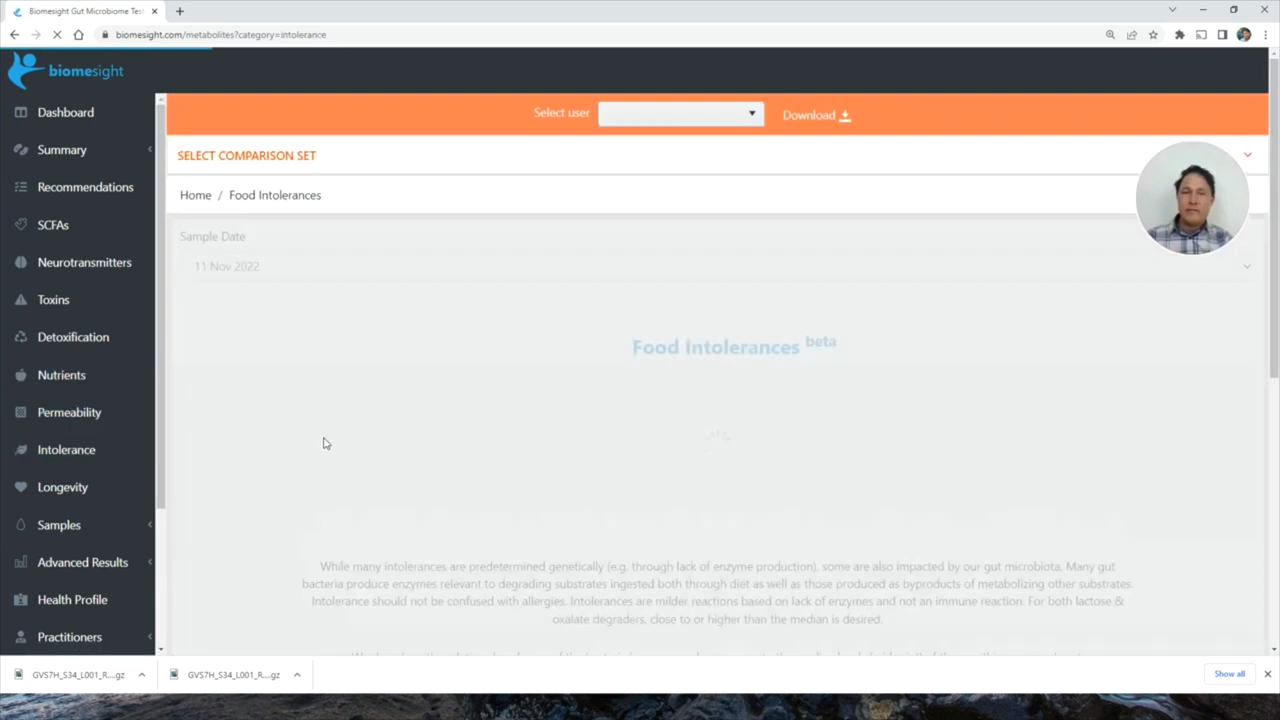 Biomesight Gut Microbiome Tes
biomesight.com/metabolites?category=intolerance
biomesight
Select user
Download
SELECT COMPARISON SET
Home / Food Intolerances
Sample Date
11 Nov 2022
Dashboard
Summary
Recommendations
SCFAs
Neurotransmitters
Toxins
Detoxification
Nutrients
Permeability
Intolerance
Longevity
Samples
Advanced Results
Health Profile
Practitioners
Food Intolerances beta
While many intolerances are predetermined genetically (e.g. through lack of enzyme production), some are also impacted by our gut microbiota. Many gut
bacteria produce enzymes relevant to degrading substrates ingested both through diet as well as those produced as byproducts of metabolizing other substrates.
Intolerance should not be confused with allergies. Intolerances are milder reactions based on lack of enzymes and not an immune reaction. For both lactose &
oxalate degraders, close to or higher than the median is desired.
GVS7H_S34_L001_R....gz
GVS7H_S34_L001_R....gz
Show all